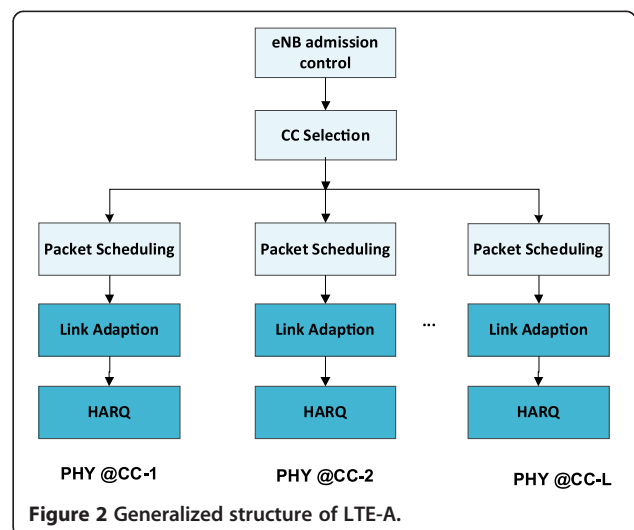 eNB admission
control
CC Selection
Packet Scheduling
Packet Scheduling
Packet Scheduling
Link Adaption
Link Adaption
...
Link Adaption
HARQ
HARQ
HARQ
PHY @CC-1
PHY @CC-2
PHY @CC-L
Figure 2 Generalized structure of LTE-A.